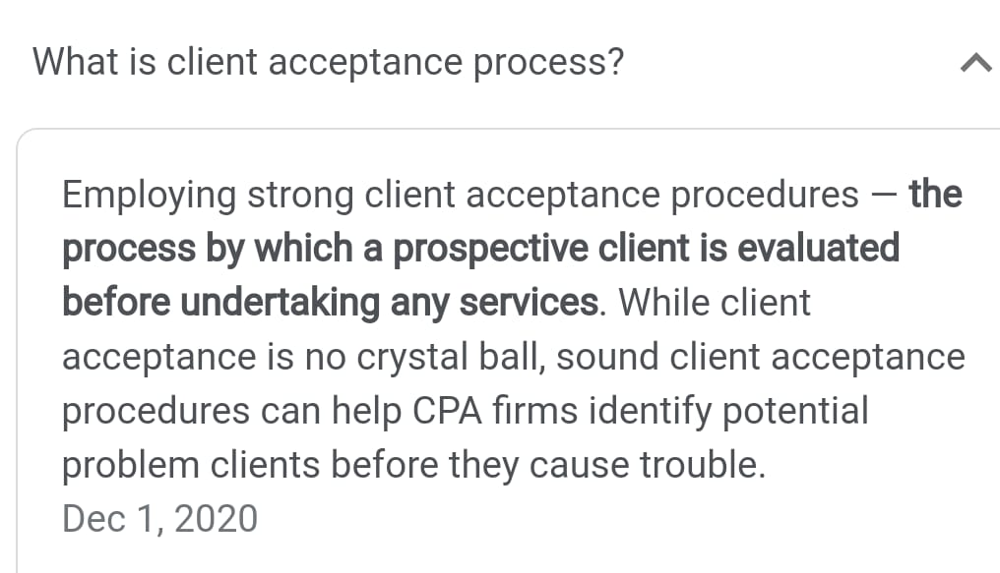 What is client acceptance process?
Employing strong client acceptance procedures — the
process by which a prospective client is evaluated
before undertaking any services. While client
acceptance is no crystal ball, sound client acceptance
procedures can help CPA firms identify potential
problem clients before they cause trouble.
Dec 1, 2020